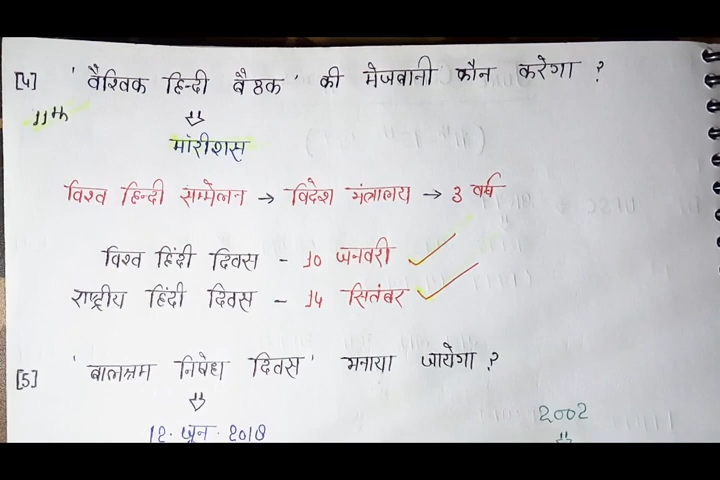 [4] 'वैश्विक हिन्दी बैठक' की मेजबानी कौन करेगा ?
11th
मॉरीशस
विश्व हिन्दी सम्मेलन → विदेश मंत्रालय → 3 वर्ष
विश्व हिंदी दिवस - 10 जनवरी ✓
राष्ट्रीय हिंदी दिवस - 14 सितंबर ✓
[5] 'बालश्रम निषेध दिवस' मनाया जायेगा ?
12. जून. 2018
2002